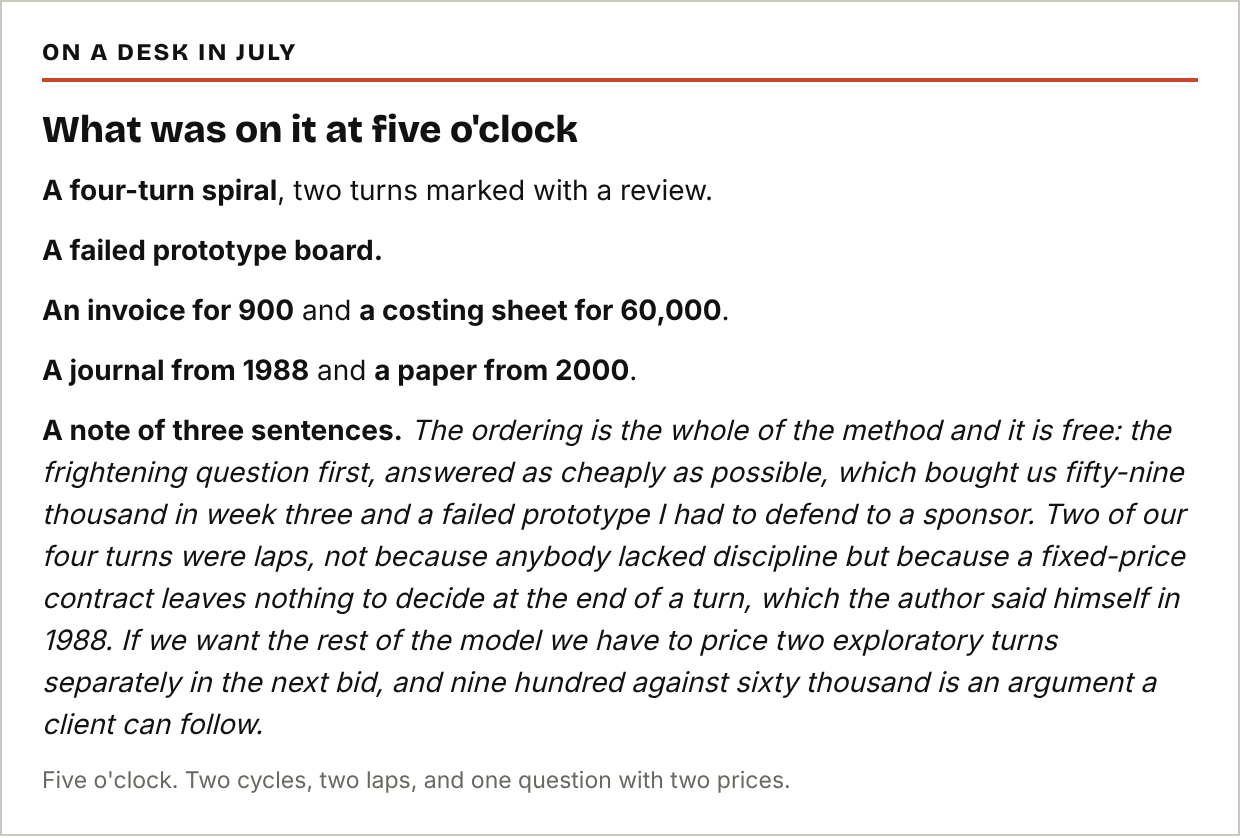 ON A DESK IN JULY
What was on it at five o'clock
A four-turn spiral, two turns marked with a review.
A failed prototype board.
An invoice for 900 and a costing sheet for 60,000.
A journal from 1988 and a paper from 2000.
A note of three sentences. The ordering is the whole of the method and it is free: the
frightening question first, answered as cheaply as possible, which bought us fifty-nine
thousand in week three and a failed prototype I had to defend to a sponsor. Two of our
four turns were laps, not because anybody lacked discipline but because a fixed-price
contract leaves nothing to decide at the end of a turn, which the author said himself in
1988. If we want the rest of the model we have to price two exploratory turns
separately in the next bid, and nine hundred against sixty thousand is an argument a
client can follow.
Five o'clock. Two cycles, two laps, and one question with two prices.